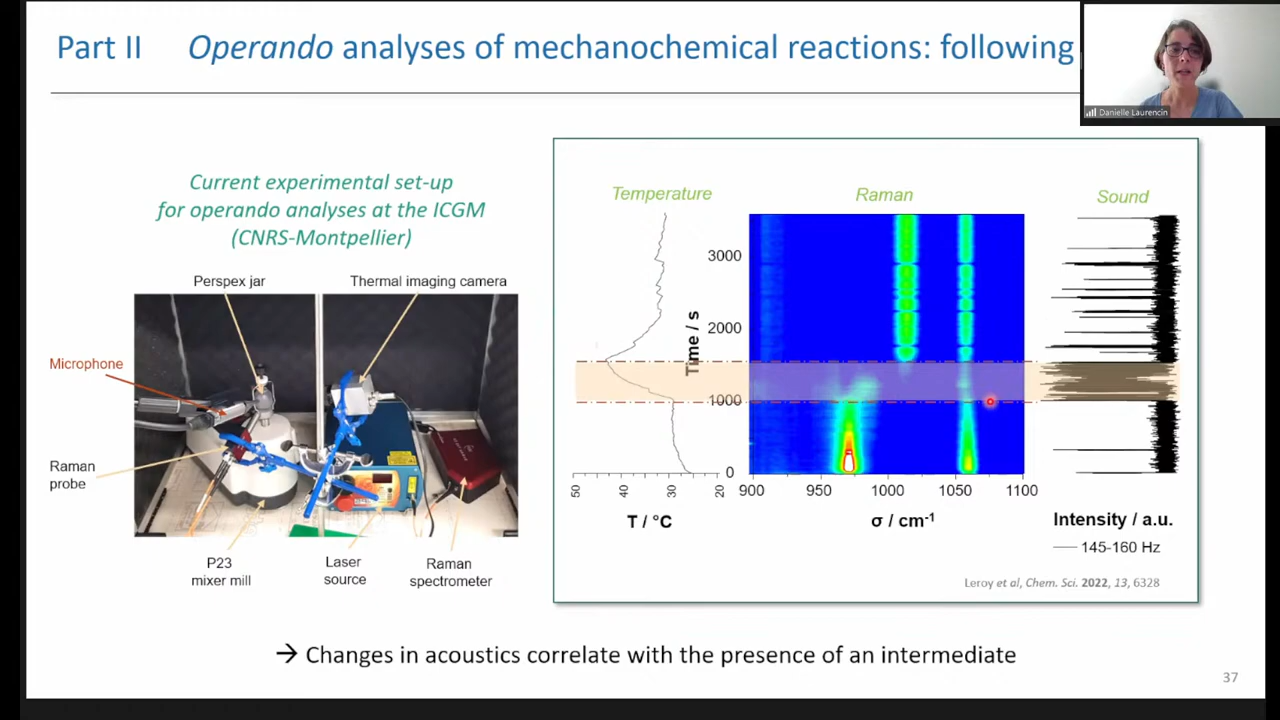 Part II Operando analyses of mechanochemical reactions: following
Danielle Laurencin
Current experimental set-up
for operando analyses at the ICGM
(CNRS-Montpellier)
Perspex jar
Thermal imaging camera
Microphone
Raman
probe
P23
mixer mill
Laser
source
Raman
spectrometer
Temperature
Raman
Sound
3000
2000
1000
0
Time / s
50 40 30 20
900 950 1000 1050 1100
T / °C
σ / cm-1
Intensity / a.u.
145-160 Hz
Leroy et al, Chem. Sci. 2022, 13, 6328
→ Changes in acoustics correlate with the presence of an intermediate
37